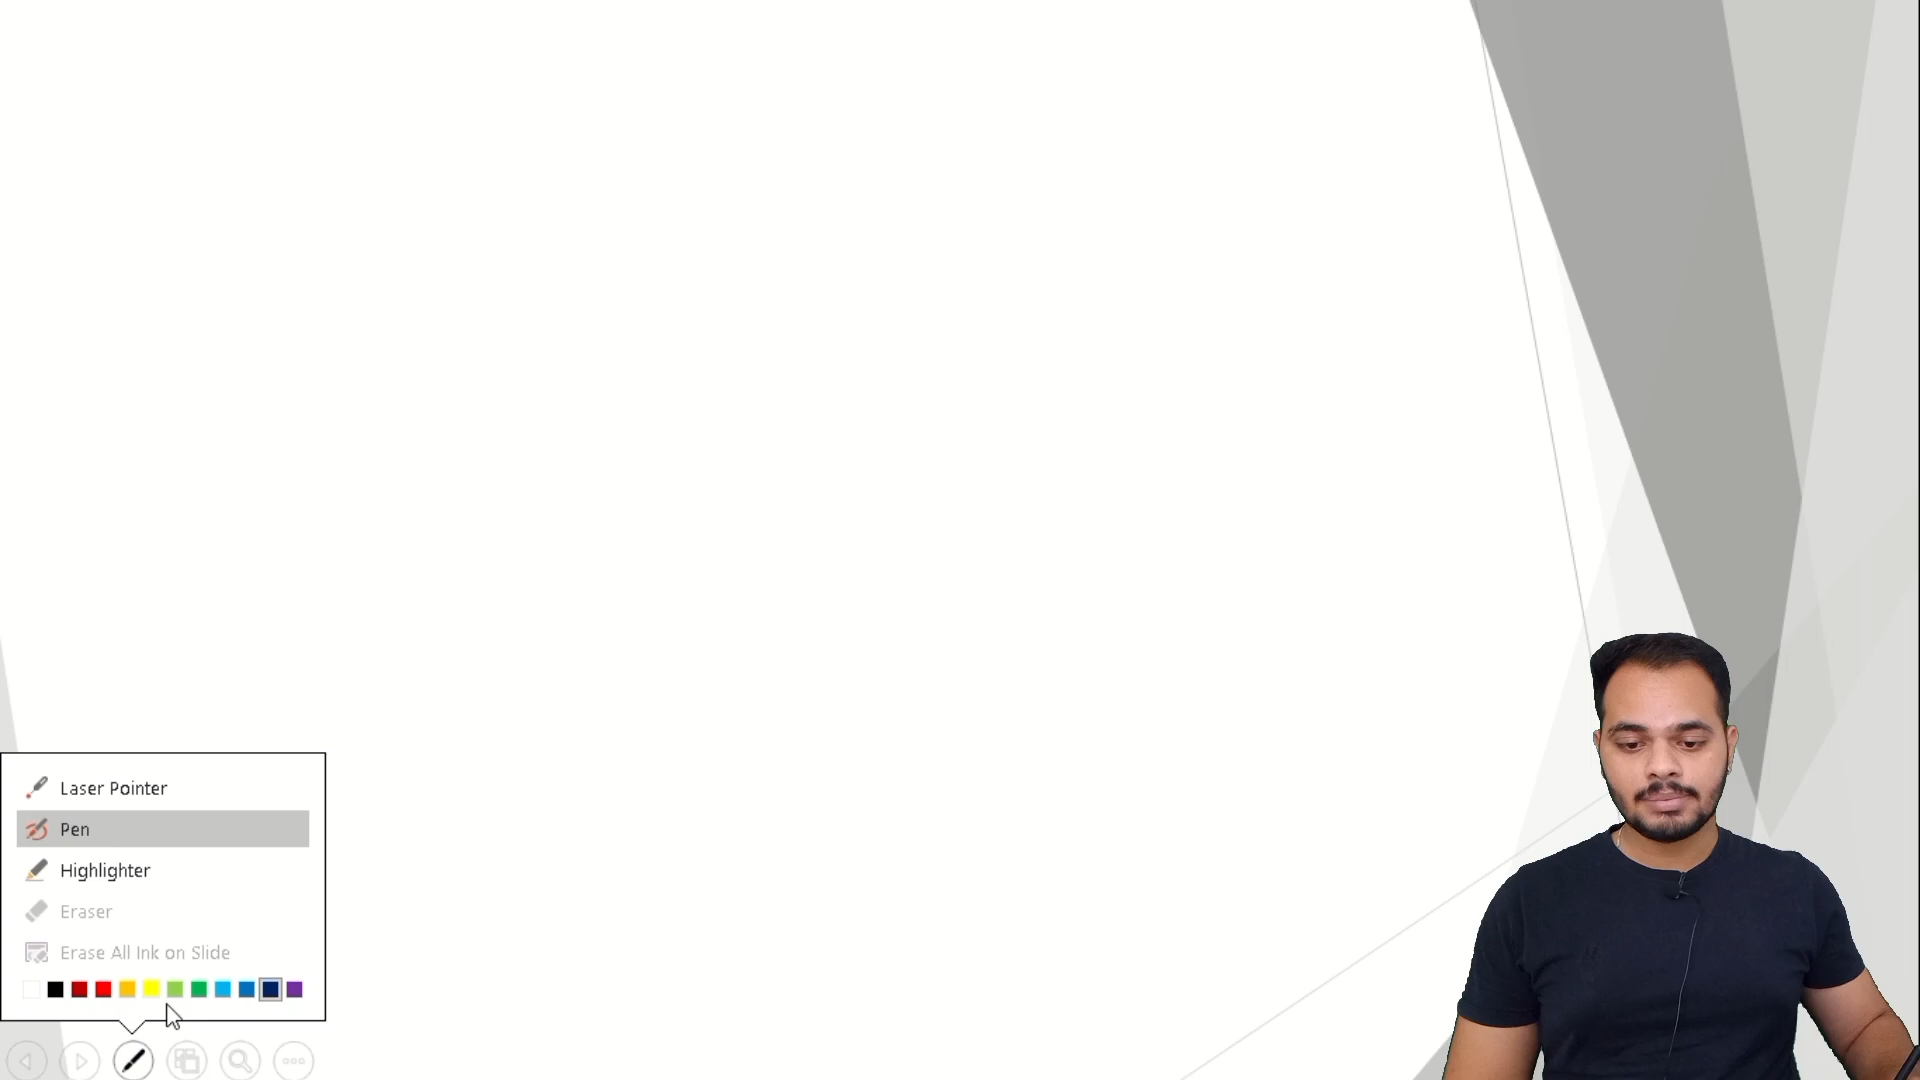 Laser Pointer
Pen
Highlighter
Eraser
Erase All Ink on Slide